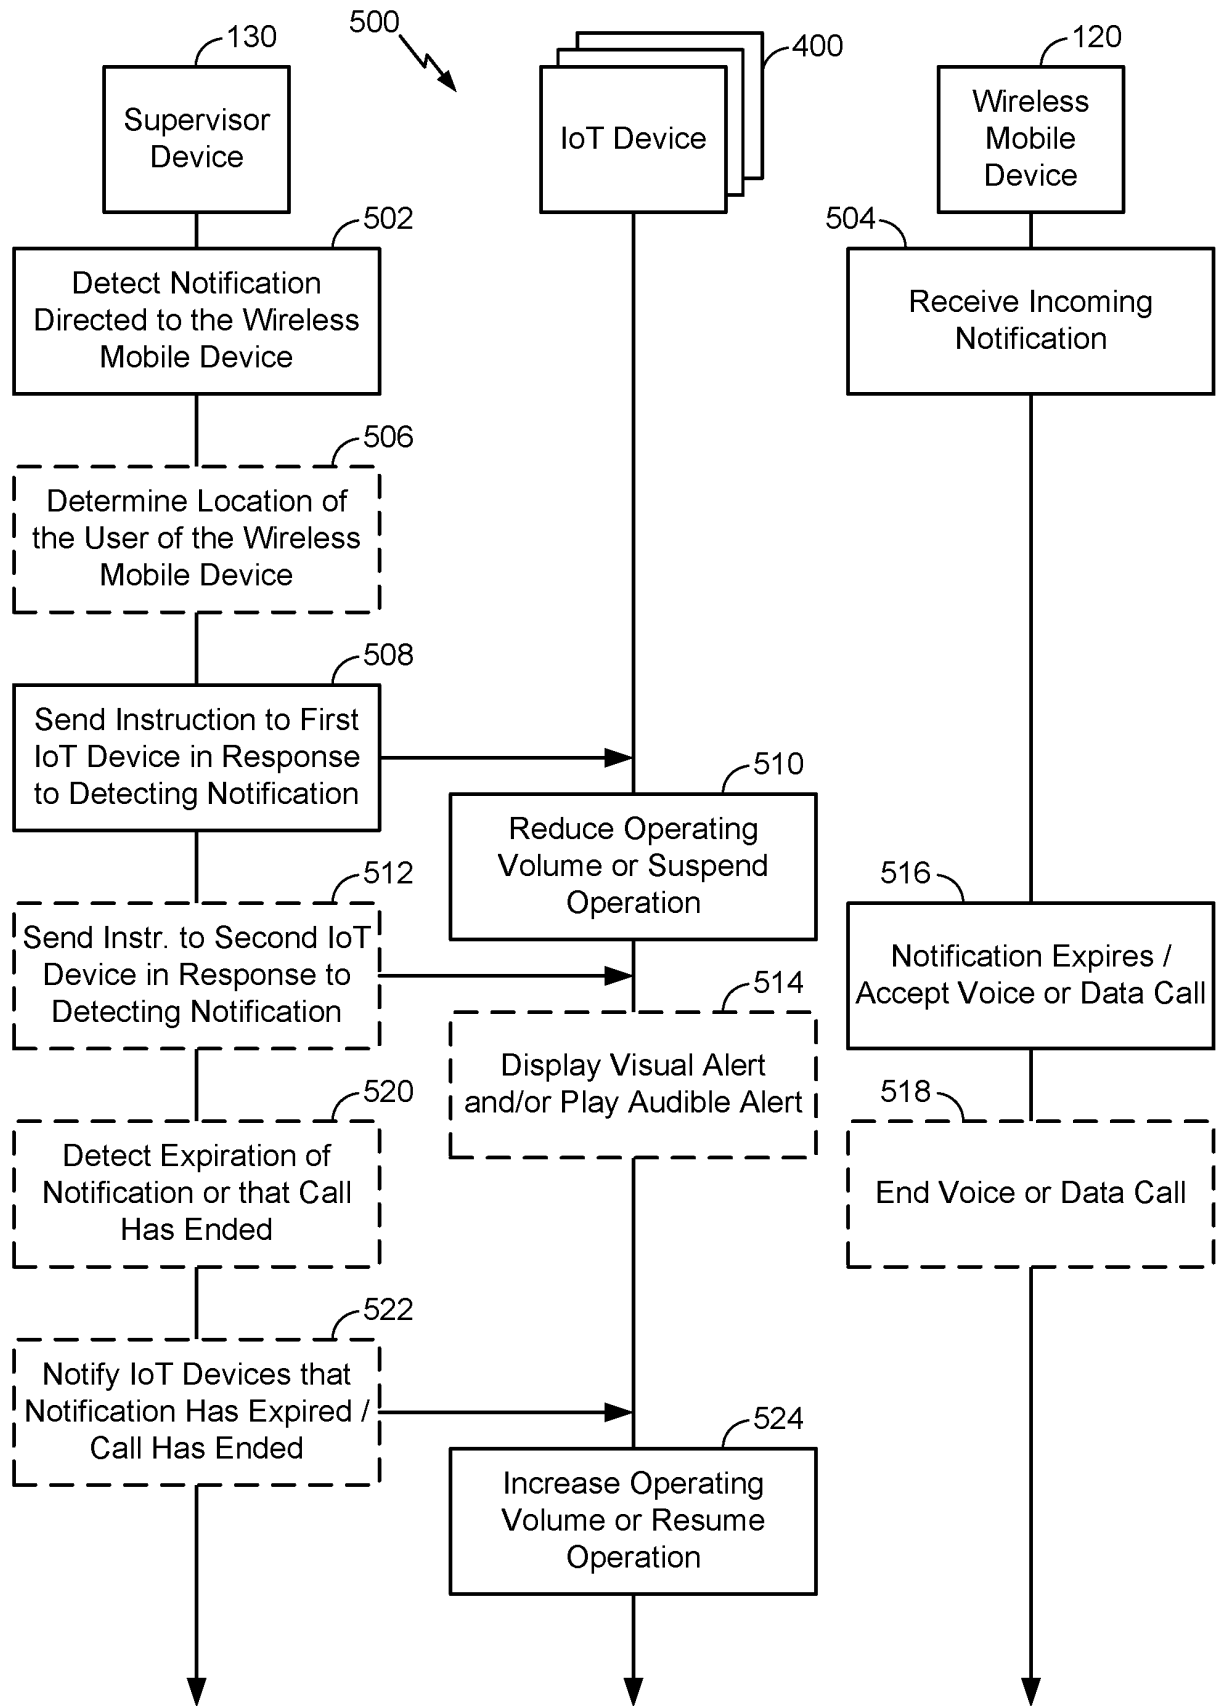 500
130
Supervisor
Device
400
IoT Device
120
Wireless
Mobile
Device
502
Detect Notification
Directed to the Wireless
Mobile Device
504
Receive Incoming
Notification
506
Determine Location of
the User of the Wireless
Mobile Device
508
Send Instruction to First
IoT Device in Response
to Detecting Notification
510
Reduce Operating
Volume or Suspend
Operation
512
Send Instr. to Second IoT
Device in Response to
Detecting Notification
514
Display Visual Alert
and/or Play Audible Alert
516
Notification Expires /
Accept Voice or Data Call
518
End Voice or Data Call
520
Detect Expiration of
Notification or that Call
Has Ended
522
Notify IoT Devices that
Notification Has Expired /
Call Has Ended
524
Increase Operating
Volume or Resume
Operation